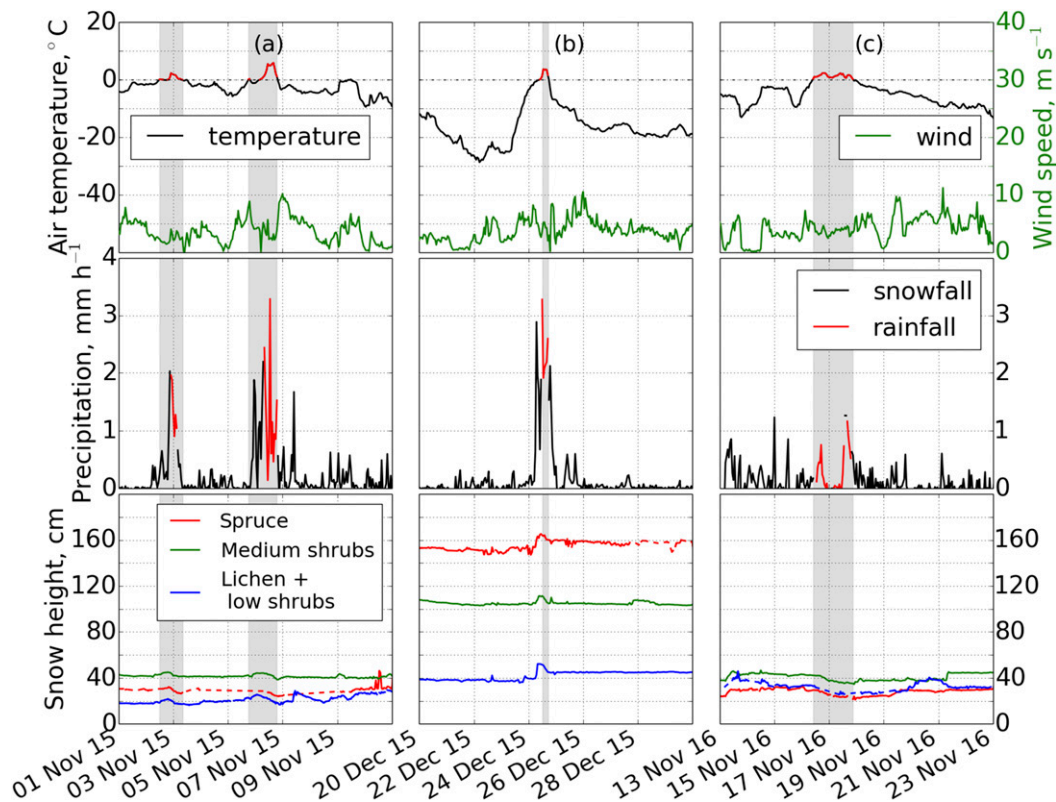 20
0
-20
-40
Air temperature, °C
(a)
temperature
(b)
(c)
wind
40
30
20
10
0
Wind speed, m s⁻¹
4
3
2
1
0
Precipitation, mm h⁻¹
snowfall
rainfall
3
2
1
0
160
120
80
40
0
Snow height, cm
Spruce
Medium shrubs
Lichen +
low shrubs
160
120
80
40
0
01 Nov 15
03 Nov 15
05 Nov 15
07 Nov 15
09 Nov 15
20 Dec 15
22 Dec 15
24 Dec 15
26 Dec 15
28 Dec 15
13 Nov 16
15 Nov 16
17 Nov 16
19 Nov 16
21 Nov 16
23 Nov 16